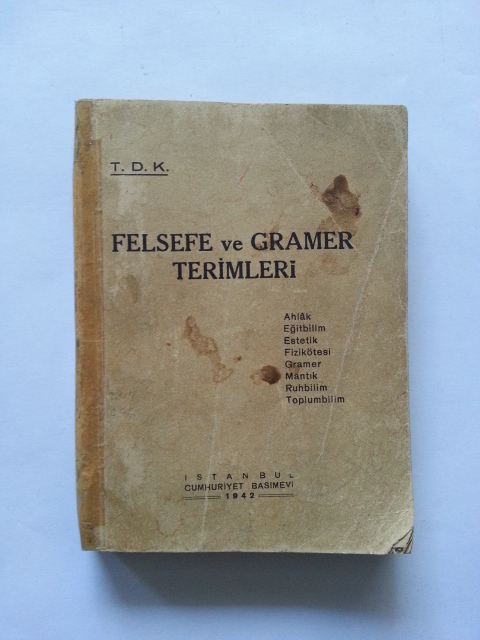 T. D. K.
FELSEFE ve GRAMER
TERİMLERİ
Ahlâk
Eğitbilim
Estetik
Fizikötesi
Gramer
Mantık
Ruhbilim
Toplumbilim
İSTANBUL
CUMHURİYET BASIMEVİ
1942